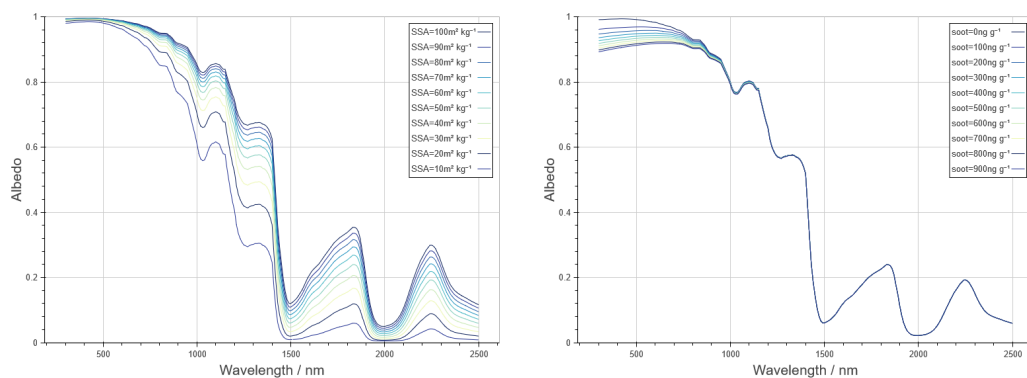 1
0.8
0.6
0.4
0.2
0
Albedo
500
1000
1500
2000
2500
Wavelength / nm
SSA=100m² kg⁻¹
SSA=90m² kg⁻¹
SSA=80m² kg⁻¹
SSA=70m² kg⁻¹
SSA=60m² kg⁻¹
SSA=50m² kg⁻¹
SSA=40m² kg⁻¹
SSA=30m² kg⁻¹
SSA=20m² kg⁻¹
SSA=10m² kg⁻¹
1
0.8
0.6
0.4
0.2
0
Albedo
500
1000
1500
2000
2500
Wavelength / nm
soot=0ng g⁻¹
soot=100ng g⁻¹
soot=200ng g⁻¹
soot=300ng g⁻¹
soot=400ng g⁻¹
soot=500ng g⁻¹
soot=600ng g⁻¹
soot=700ng g⁻¹
soot=800ng g⁻¹
soot=900ng g⁻¹